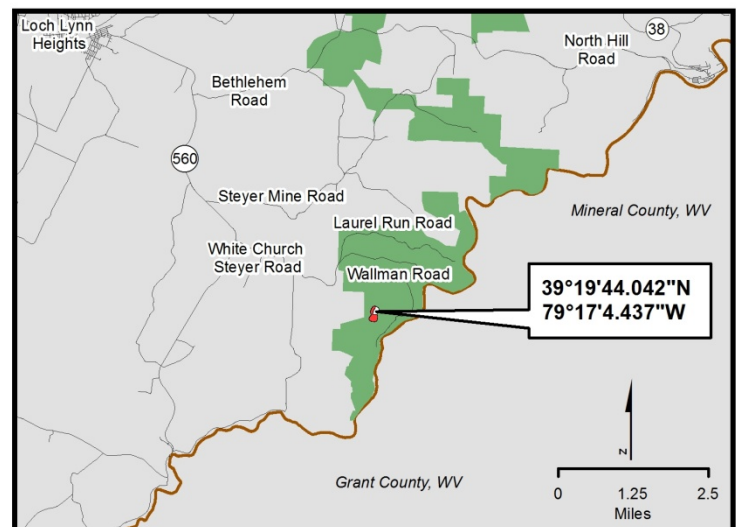 Loch Lynn
Heights
38
North Hill
Road
Bethlehem
Road
560
Steyer Mine Road
Mineral County, WV
Laurel Run Road
White Church
Steyer Road
Wallman Road
39°19'44.042"N
79°17'4.437"W
N
Grant County, WV
0 1.25 2.5
Miles